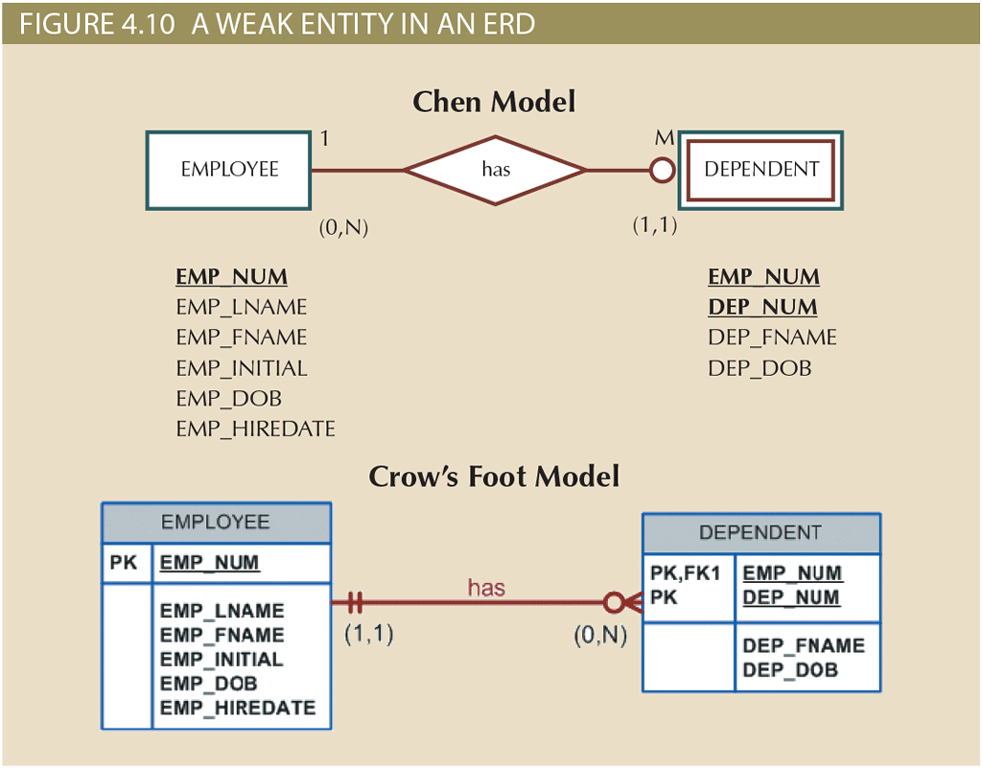 FIGURE 4.10 A WEAK ENTITY IN AN ERD
Chen Model
1
M
EMPLOYEE
has
DEPENDENT
(0,N)
(1,1)
EMP_NUM
EMP_LNAME
EMP_FNAME
EMP_INITIAL
EMP_DOB
EMP_HIREDATE
EMP_NUM
DEP_NUM
DEP_FNAME
DEP_DOB
Crow's Foot Model
EMPLOYEE
PK EMP_NUM
EMP_LNAME
EMP_FNAME
EMP_INITIAL
EMP_DOB
EMP_HIREDATE
has
(1,1)
(0,N)
DEPENDENT
PK,FK1 EMP_NUM
PK DEP_NUM
DEP_FNAME
DEP_DOB